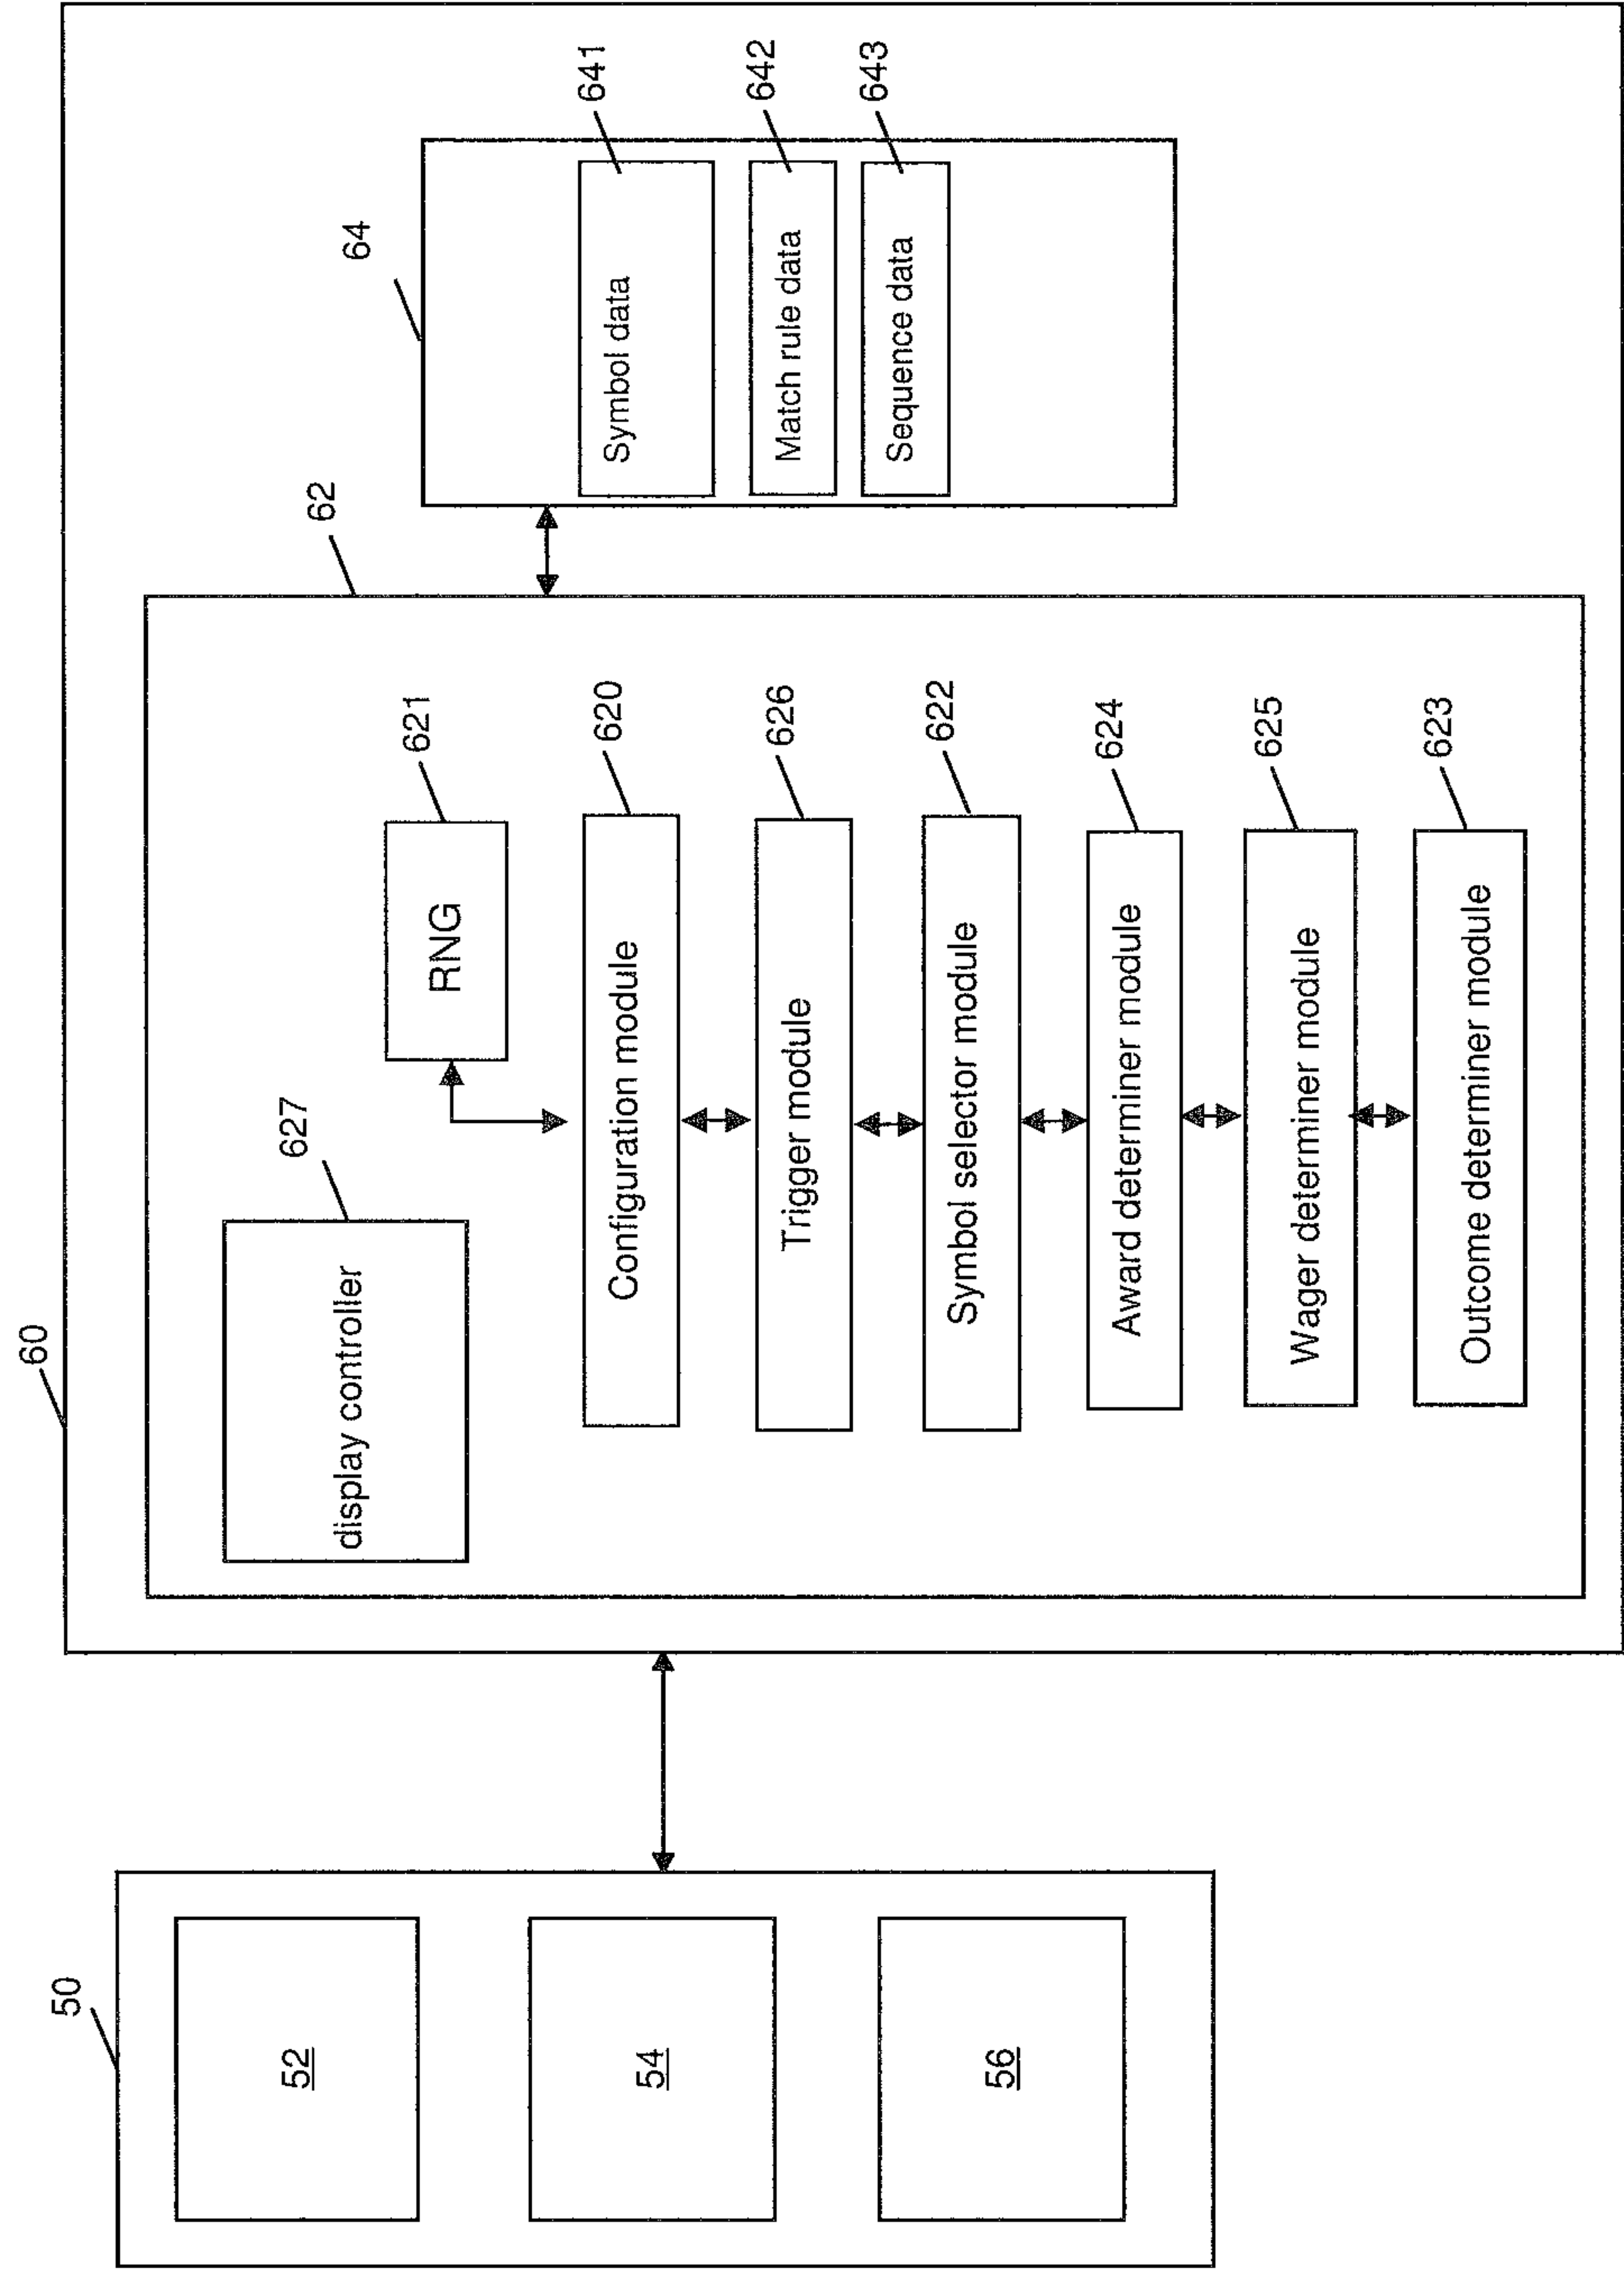 50
52
54
56
60
62
627
display controller
621
RNG
620
Configuration module
626
Trigger module
622
Symbol selector module
624
Award determiner module
625
Wager determiner module
623
Outcome determiner module
64
641
Symbol data
642
Match rule data
643
Sequence data